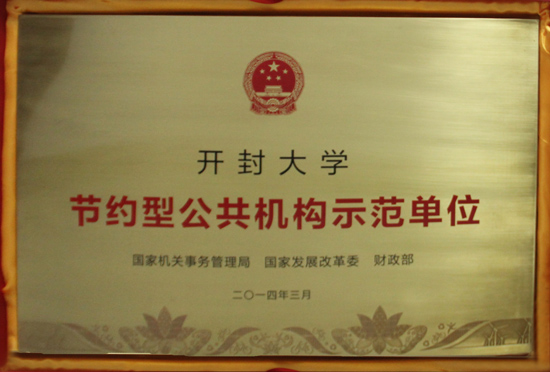 开封大学
节约型公共机构示范单位
国家机关事务管理局 国家发展改革委 财政部
二〇一四年三月